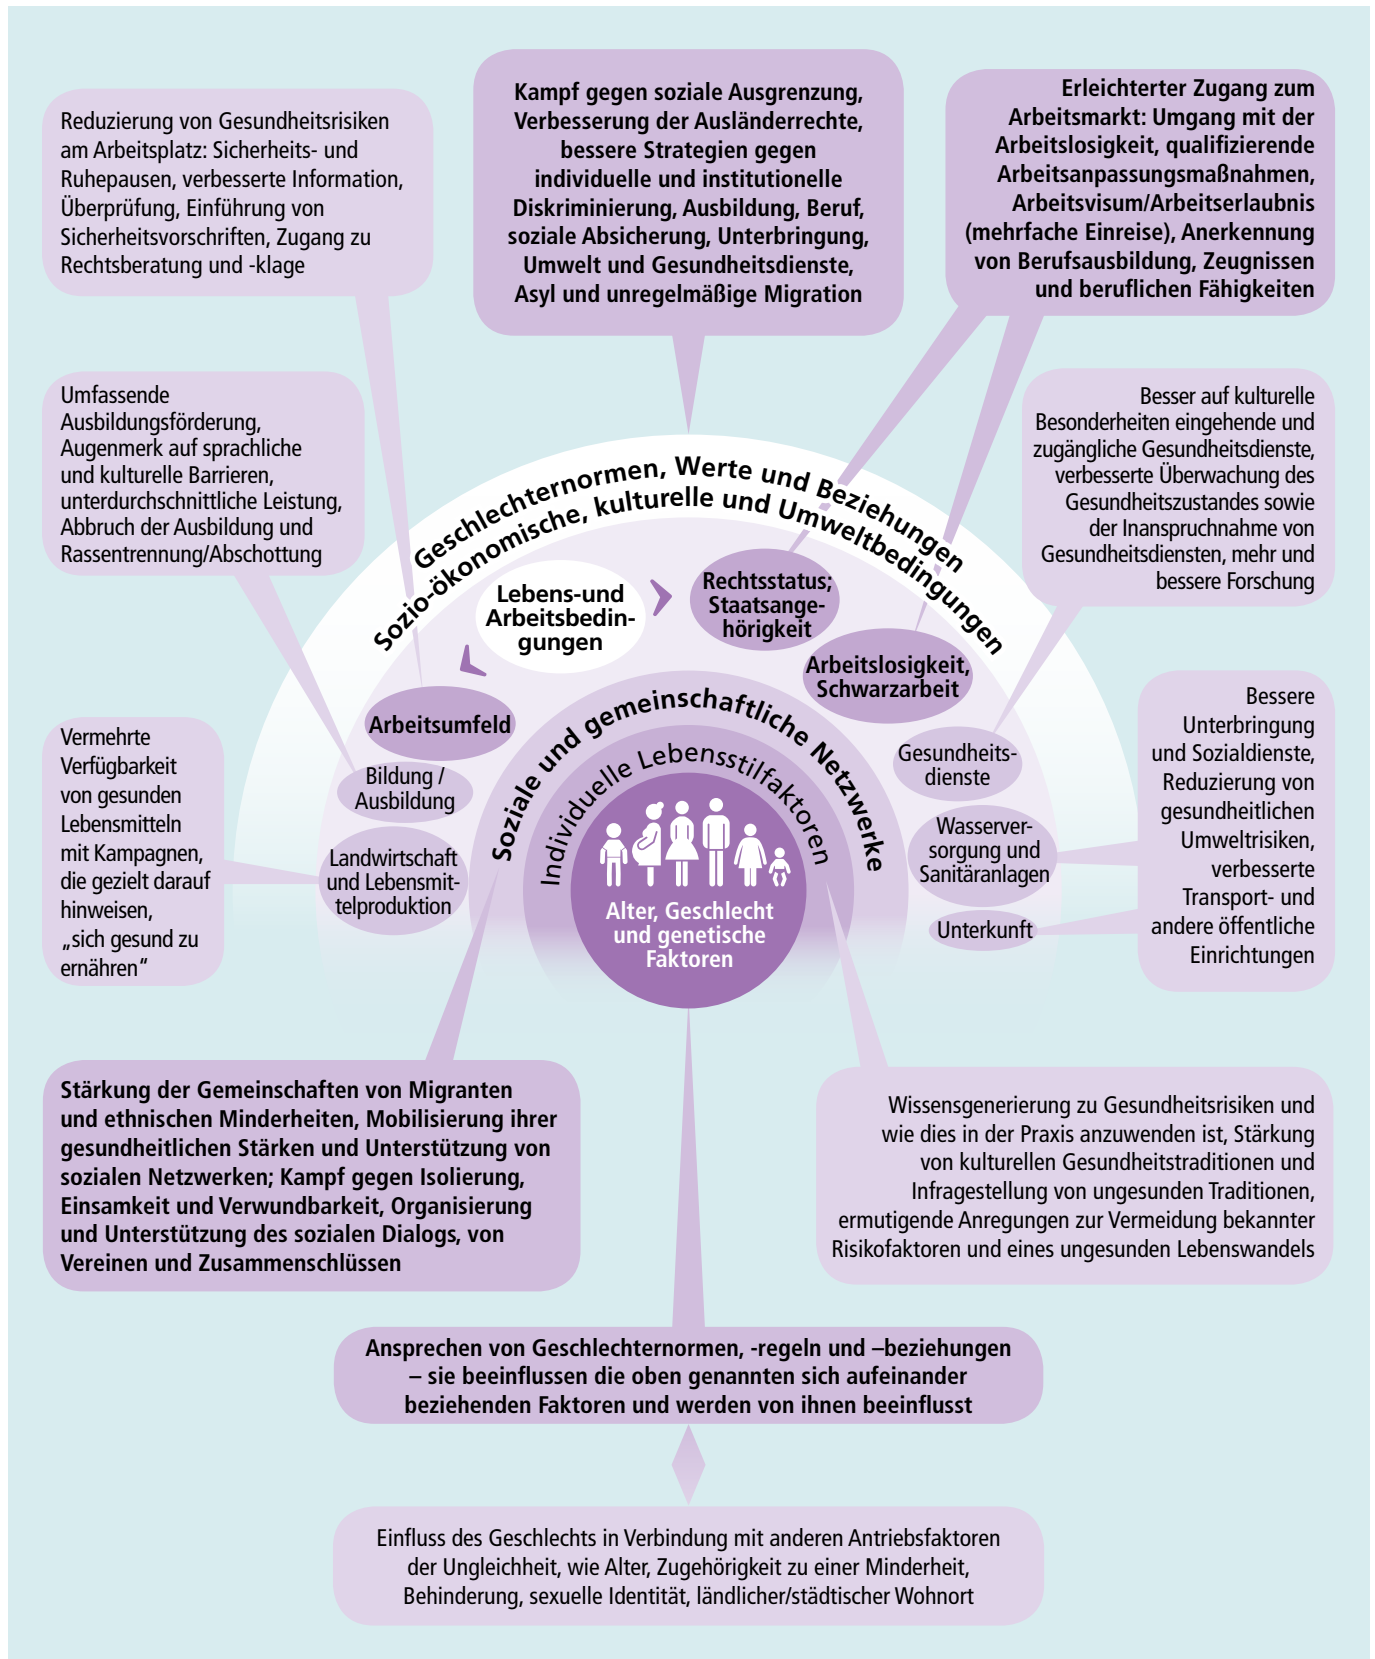 Kampf gegen soziale Ausgrenzung,
Verbesserung der Ausländerrechte,
bessere Strategien gegen
individuelle und institutionelle
Diskriminierung, Ausbildung, Beruf,
soziale Absicherung, Unterbringung,
Umwelt und Gesundheitsdienste,
Asyl und unregelmäßige Migration
Erleichterter Zugang zum
Arbeitsmarkt: Umgang mit der
Arbeitslosigkeit, qualifizierende
Arbeitsanpassungsmaßnahmen,
Arbeitsvisum/Arbeitserlaubnis
(mehrfache Einreise), Anerkennung
von Berufsausbildung, Zeugnissen
und beruflichen Fähigkeiten
Reduzierung von Gesundheitsrisiken
am Arbeitsplatz: Sicherheits- und
Ruhepausen, verbesserte Information,
Überprüfung, Einführung von
Sicherheitsvorschriften, Zugang zu
Rechtsberatung und -klage
Umfassende
Ausbildungsförderung,
Augenmerk auf sprachliche
und kulturelle Barrieren,
unterdurchschnittliche Leistung,
Abbruch der Ausbildung und
Rassentrennung/Abschottung
Besser auf kulturelle
Besonderheiten eingehende und
zugängliche Gesundheitsdienste,
verbesserte Überwachung des
Gesundheitszustandes sowie
der Inanspruchnahme von
Gesundheitsdiensten, mehr und
bessere Forschung
Geschlechternormen, Werte und Beziehungen
Sozio-ökonomische, kulturelle und Umweltbedingungen
Lebens-und
Arbeitsbedin-
gungen
Rechtsstatus;
Staatsange-
hörigkeit
Arbeitslosigkeit,
Schwarzarbeit
Arbeitsumfeld
Bildung /
Ausbildung
Landwirtschaft
und Lebensmit-
telproduktion
Gesundheits-
dienste
Wasserver-
sorgung und
Sanitäranlagen
Unterkunft
Soziale und gemeinschaftliche Netzwerke
Individuelle Lebensstilfaktoren
Alter, Geschlecht
und genetische
Faktoren
Vermehrte
Verfügbarkeit
von gesunden
Lebensmitteln
mit Kampagnen,
die gezielt darauf
hinweisen,
„sich gesund zu
ernähren“
Bessere
Unterbringung
und Sozialdienste,
Reduzierung von
gesundheitlichen
Umweltrisiken,
verbesserte
Transport- und
andere öffentliche
Einrichtungen
Stärkung der Gemeinschaften von Migranten
und ethnischen Minderheiten, Mobilisierung ihrer
gesundheitlichen Stärken und Unterstützung von
sozialen Netzwerken; Kampf gegen Isolierung,
Einsamkeit und Verwundbarkeit, Organisierung
und Unterstützung des sozialen Dialogs, von
Vereinen und Zusammenschlüssen
Wissensgenerierung zu Gesundheitsrisiken und
wie dies in der Praxis anzuwenden ist, Stärkung
von kulturellen Gesundheitstraditionen und
Infragestellung von ungesunden Traditionen,
ermutigende Anregungen zur Vermeidung bekannter
Risikofaktoren und eines ungesunden Lebenswandels
Ansprechen von Geschlechternormen, -regeln und –beziehungen
– sie beeinflussen die oben genannten sich aufeinander
beziehenden Faktoren und werden von ihnen beeinflusst
Einfluss des Geschlechts in Verbindung mit anderen Antriebsfaktoren
der Ungleichheit, wie Alter, Zugehörigkeit zu einer Minderheit,
Behinderung, sexuelle Identität, ländlicher/städtischer Wohnort